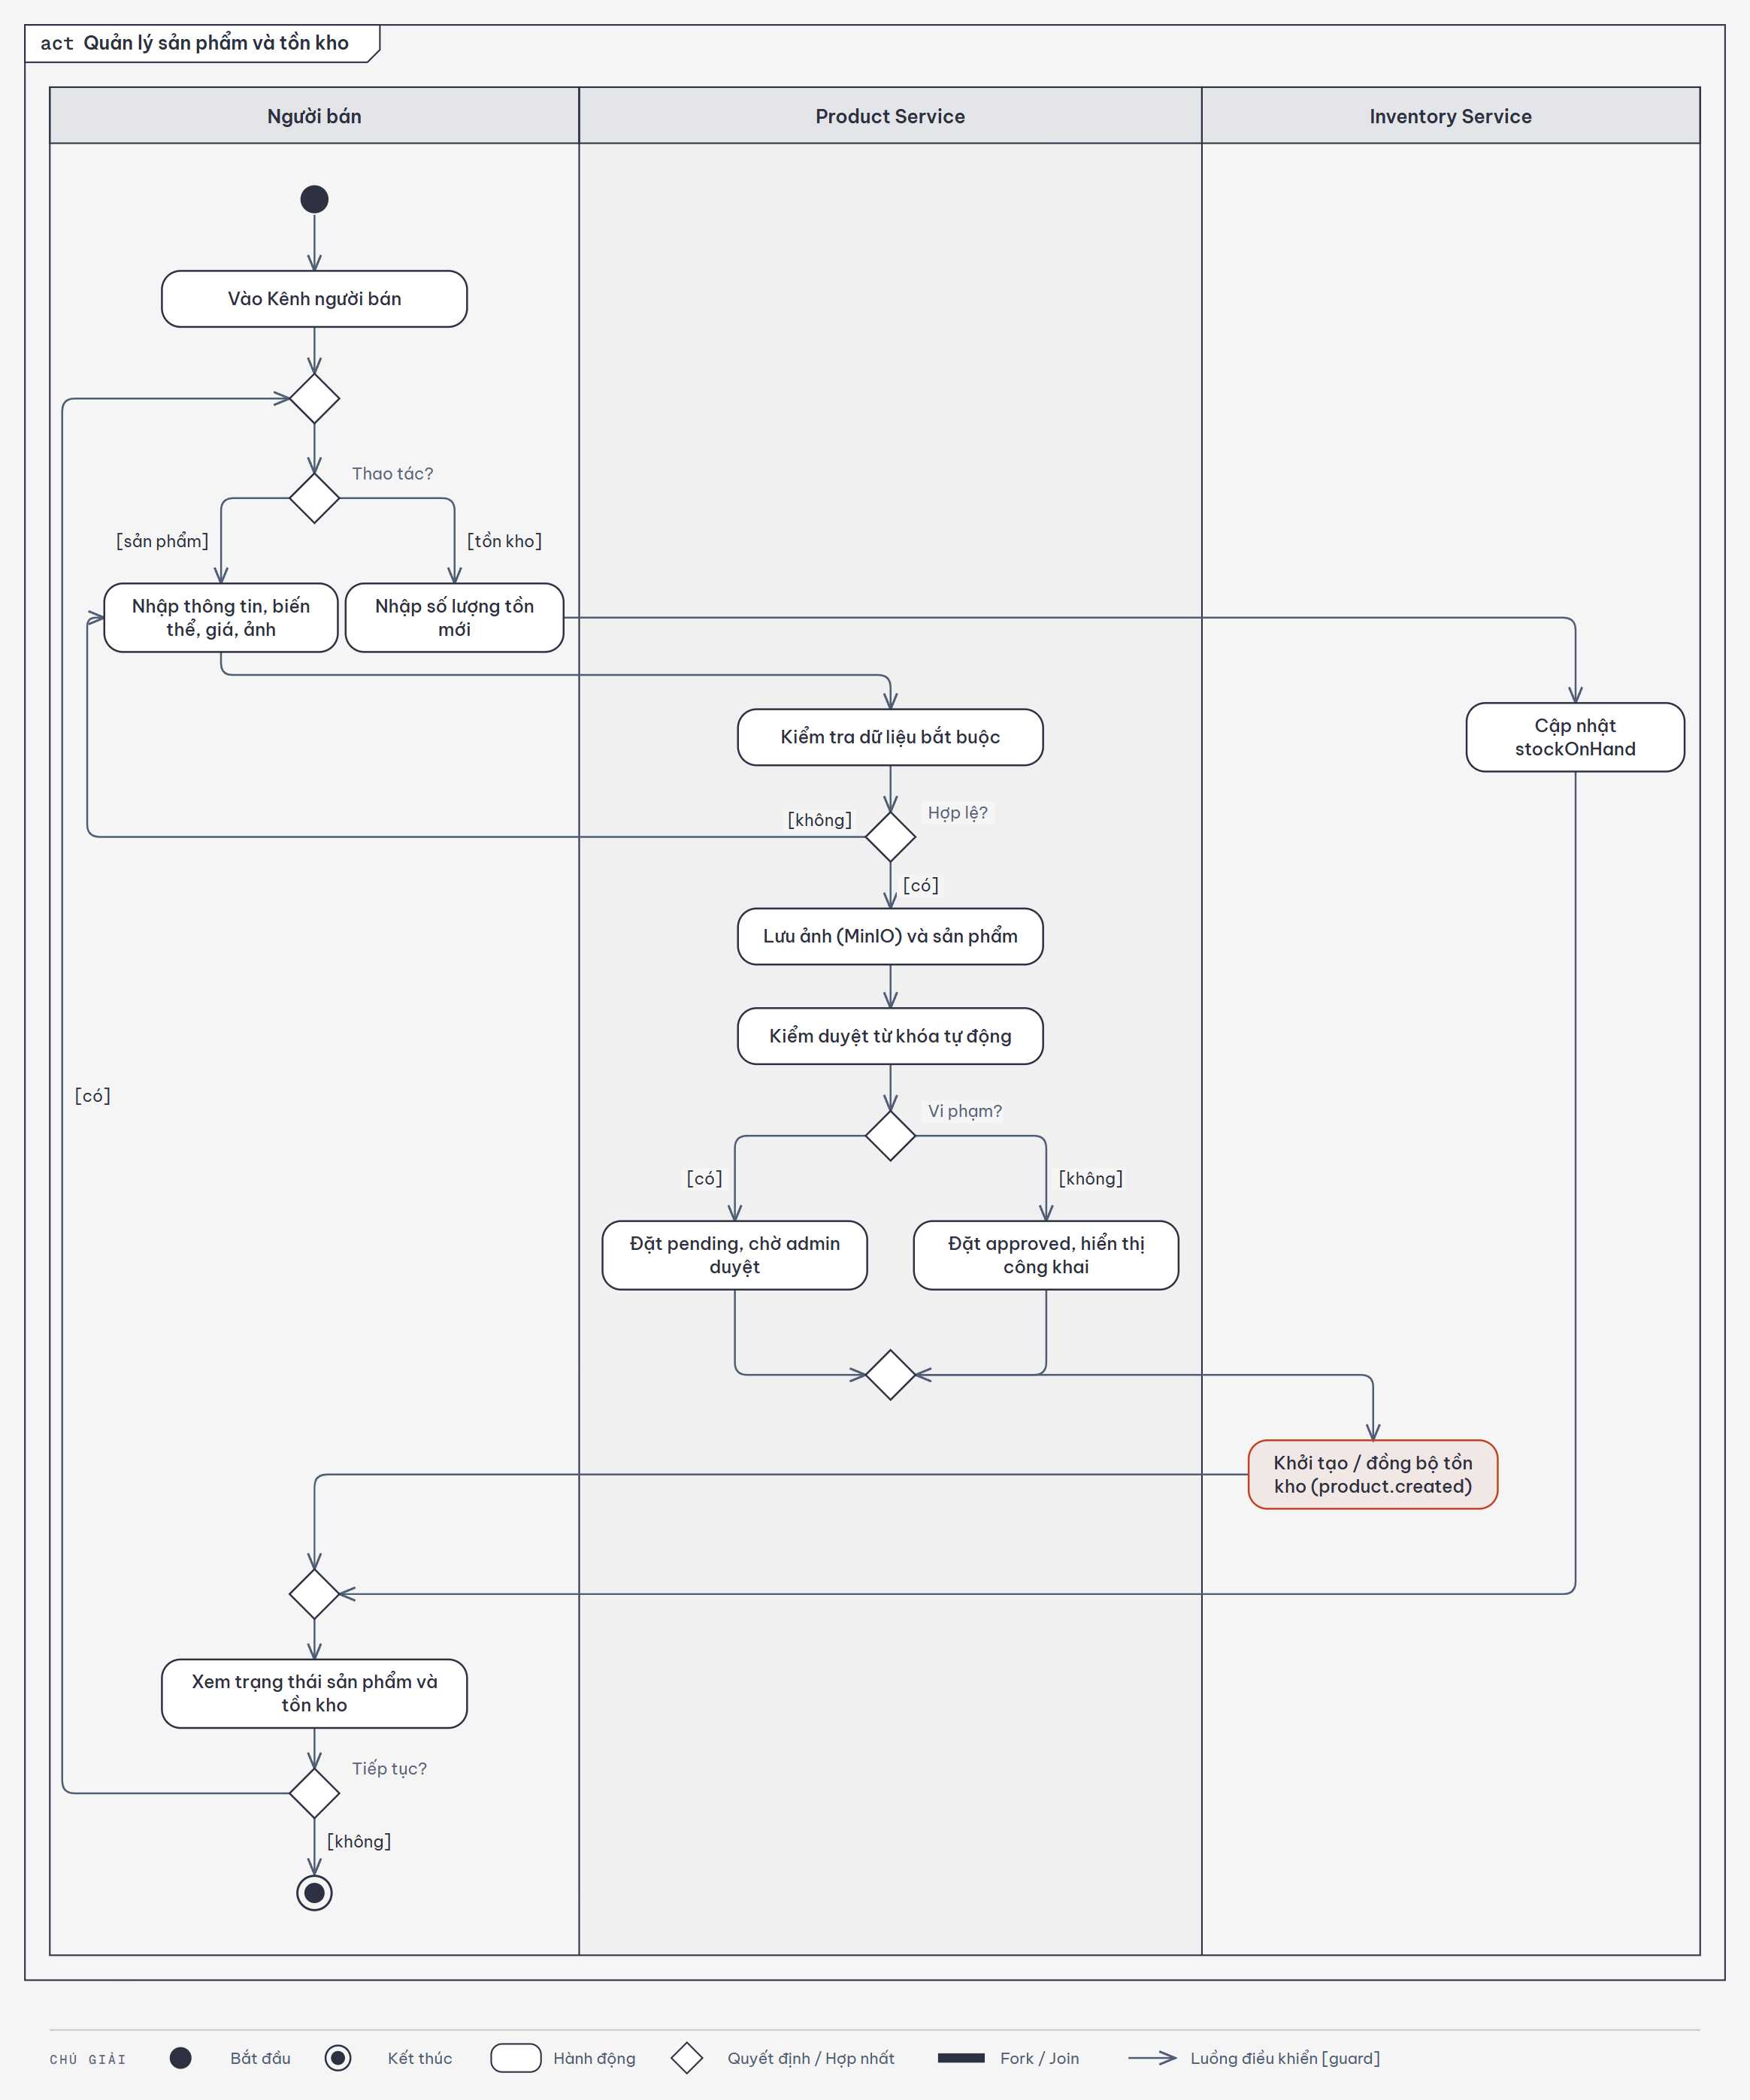 act Quản lý sản phẩm và tồn kho
Người bán
Product Service
Inventory Service
Vào Kênh người bán
Thao tác?
[sản phẩm]
[tồn kho]
Nhập thông tin, biến
thể, giá, ảnh
Nhập số lượng tồn
mới
Kiểm tra dữ liệu bắt buộc
Cập nhật
stockOnHand
Hợp lệ?
[không]
[có]
Lưu ảnh (MinIO) và sản phẩm
Kiểm duyệt từ khóa tự động
[có]
Vi phạm?
[có]
[không]
Đặt pending, chờ admin
duyệt
Đặt approved, hiển thị
công khai
Khởi tạo / đồng bộ tồn
kho (product.created)
Xem trạng thái sản phẩm và
tồn kho
Tiếp tục?
[không]
CHÚ GIẢI
Bắt đầu
Kết thúc
Hành động
Quyết định / Hợp nhất
Fork / Join
Luồng điều khiển [guard]